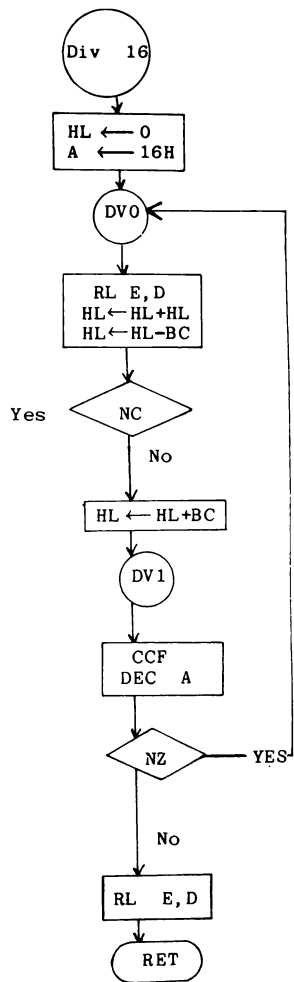 Div 16
HL ← 0
A ← 16H
DV0
RL E,D
HL←HL+HL
HL←HL-BC
Yes
NC
No
HL ← HL+BC
DV1
CCF
DEC A
NZ
YES
No
RL E,D
RET